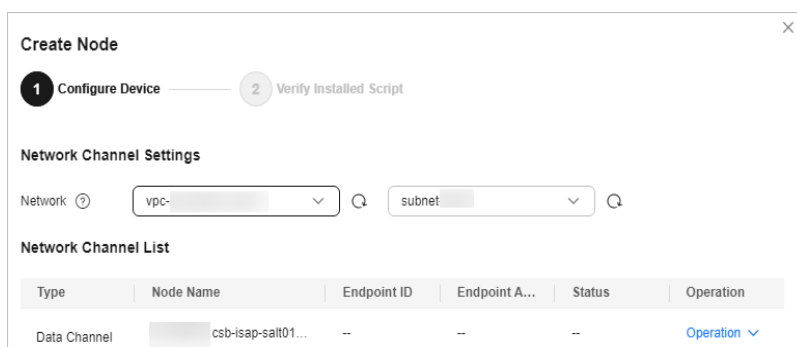 Create Node
1 Configure Device 2 Verify Installed Script
Network Channel Settings
Network ? vpc- subnet
Network Channel List
Type Node Name Endpoint ID Endpoint A... Status Operation
Data Channel csb-isap-salt01... -- -- -- Operation